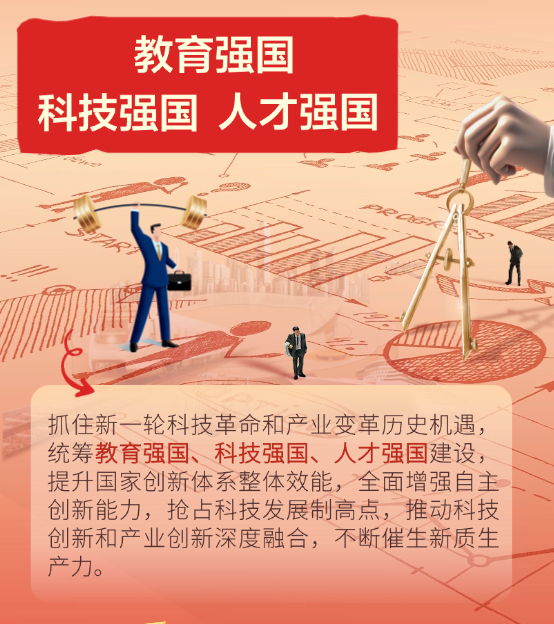 教育强国
科技强国 人才强国
START
PROGRESS
抓住新一轮科技革命和产业变革历史机遇，
统筹教育强国、科技强国、人才强国建设，
提升国家创新体系整体效能，全面增强自主
创新能力，抢占科技发展制高点，推动科技
创新和产业创新深度融合，不断催生新质生
产力。